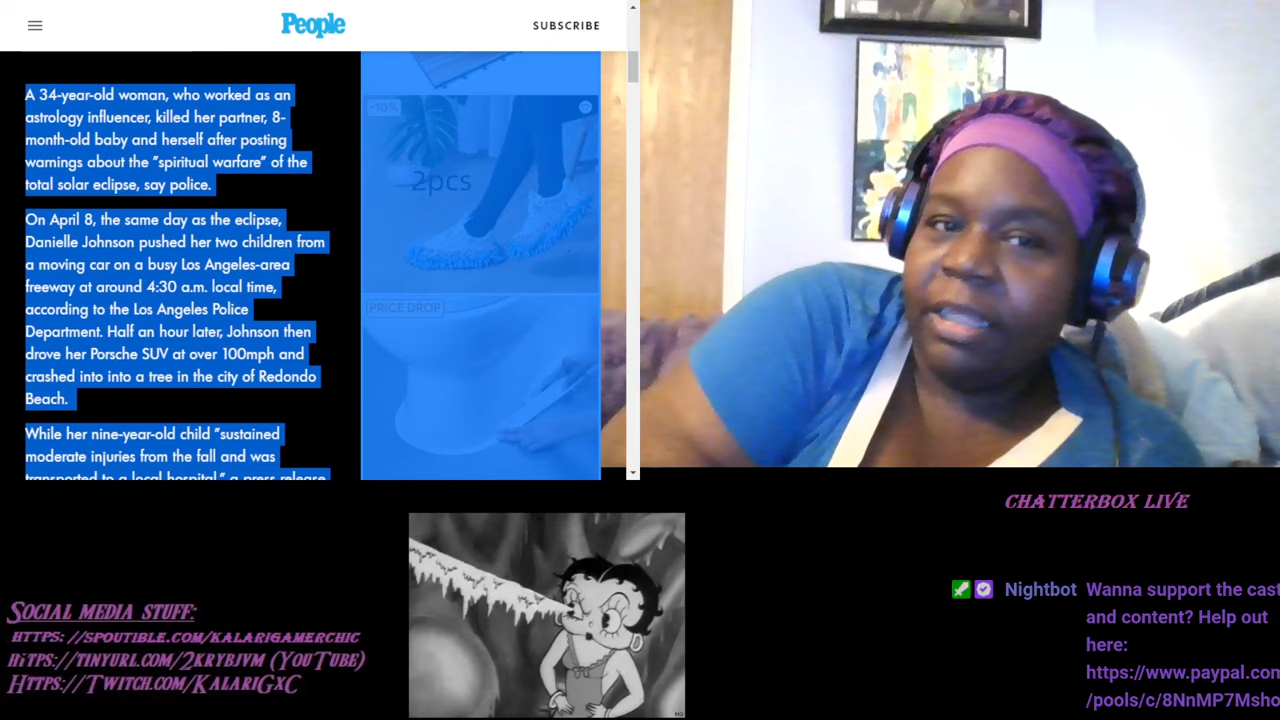 People
SUBSCRIBE
A 34-year-old woman, who worked as an
astrology influencer, killed her partner, 8-
month-old baby and herself after posting
warnings about the "spiritual warfare" of the
total solar eclipse, say police.
On April 8, the same day as the eclipse,
Danielle Johnson pushed her two children from
a moving car on a busy Los Angeles-area
freeway at around 4:30 a.m. local time,
according to the Los Angeles Police
Department. Half an hour later, Johnson then
drove her Porsche SUV at over 100mph and
crashed into into a tree in the city of Redondo
Beach.
While her nine-year-old child "sustained
moderate injuries from the fall and was
transported to a local hospital," a press release
-10%
2pcs
PRICE DROP
CHATTERBOX LIVE
Nightbot Wanna support the cast
and content? Help out
here:
https://www.paypal.com
/pools/c/8NnMP7Msho
SOCIAL MEDIA STUFF:
HTTPS://SPOUTIBLE.COM/KALARIGAMERCHIC
HTTPS://TINYURL.COM/2KRYBJVM (YOUTUBE)
HTTPS://TWITCH.COM/KALARIGXC